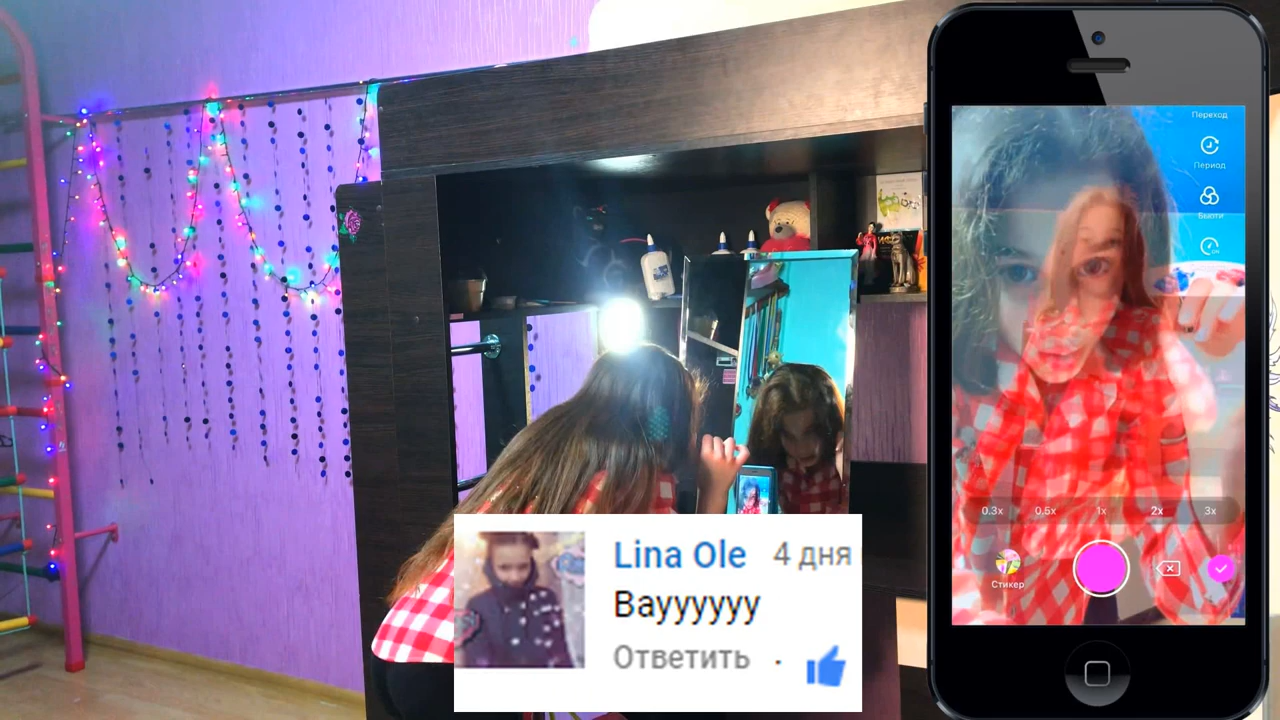 Переход
Период
Бьюти
0.3x 0.5x 1x 2x 3x
Стикер
Lina Ole 4 дня
Вауууууу
Ответить ·